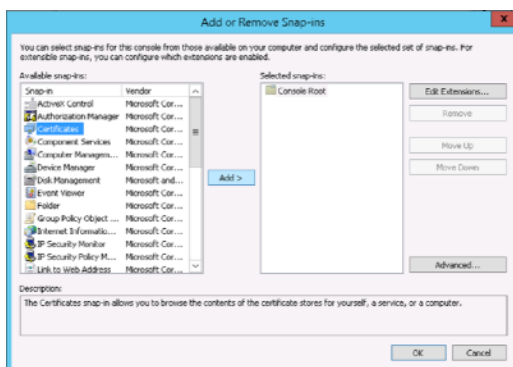 Add or Remove Snap-ins
x
You can select snap-ins for this console from those available on your computer and configure the selected set of snap-ins. For
extensible snap-ins, you can configure which extensions are enabled.
Available snap-ins:
Selected snap-ins:
Snap-in Vendor
ActiveX Control Microsoft Cor...
Authorization Manager Microsoft Cor...
Certificates Microsoft Cor...
Component Services Microsoft Cor...
Computer Managem... Microsoft Cor...
Device Manager Microsoft Cor...
Disk Management Microsoft and...
Event Viewer Microsoft Cor...
Folder Microsoft Cor...
Group Policy Object ... Microsoft Cor...
Internet Informatio... Microsoft Cor...
IP Security Monitor Microsoft Cor...
IP Security Policy M... Microsoft Cor...
Link to Web Address Microsoft Cor...
Add >
Console Root
Edit Extensions...
Remove
Move Up
Move Down
Advanced...
Description:
The Certificates snap-in allows you to browse the contents of the certificate stores for yourself, a service, or a computer.
OK Cancel